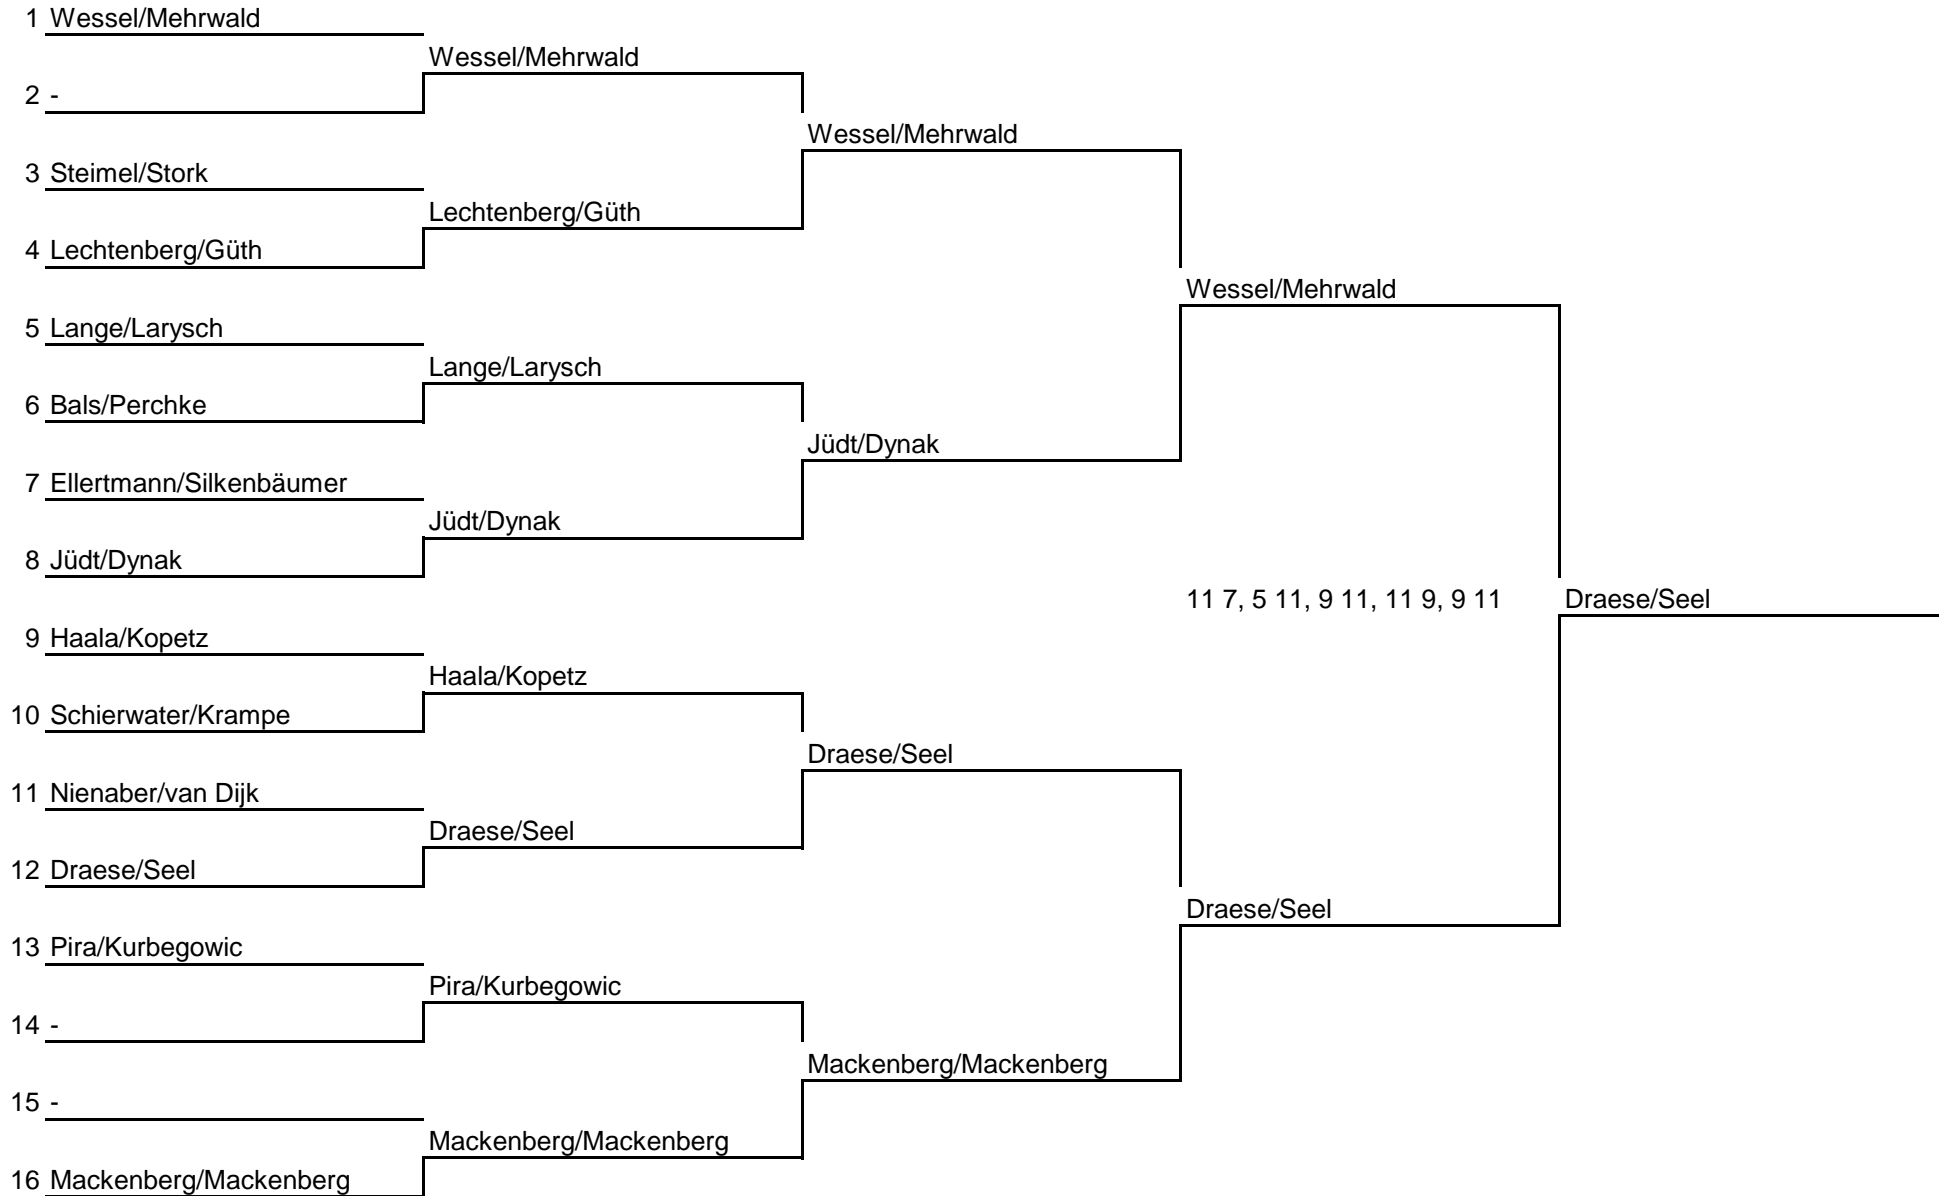 1 Wessel/Mehrwald
Wessel/Mehrwald
2 -
Wessel/Mehrwald
3 Steimel/Stork
Lechtenberg/Güth
4 Lechtenberg/Güth
Wessel/Mehrwald
5 Lange/Larysch
Lange/Larysch
6 Bals/Perchke
Jüdt/Dynak
7 Ellertmann/Silkenbäumer
Jüdt/Dynak
8 Jüdt/Dynak
11 7, 5 11, 9 11, 11 9, 9 11 Draese/Seel
9 Haala/Kopetz
Haala/Kopetz
10 Schierwater/Krampe
Draese/Seel
11 Nienaber/van Dijk
Draese/Seel
12 Draese/Seel
Draese/Seel
13 Pira/Kurbegowic
Pira/Kurbegowic
14 -
Mackenberg/Mackenberg
15 -
Mackenberg/Mackenberg
16 Mackenberg/Mackenberg